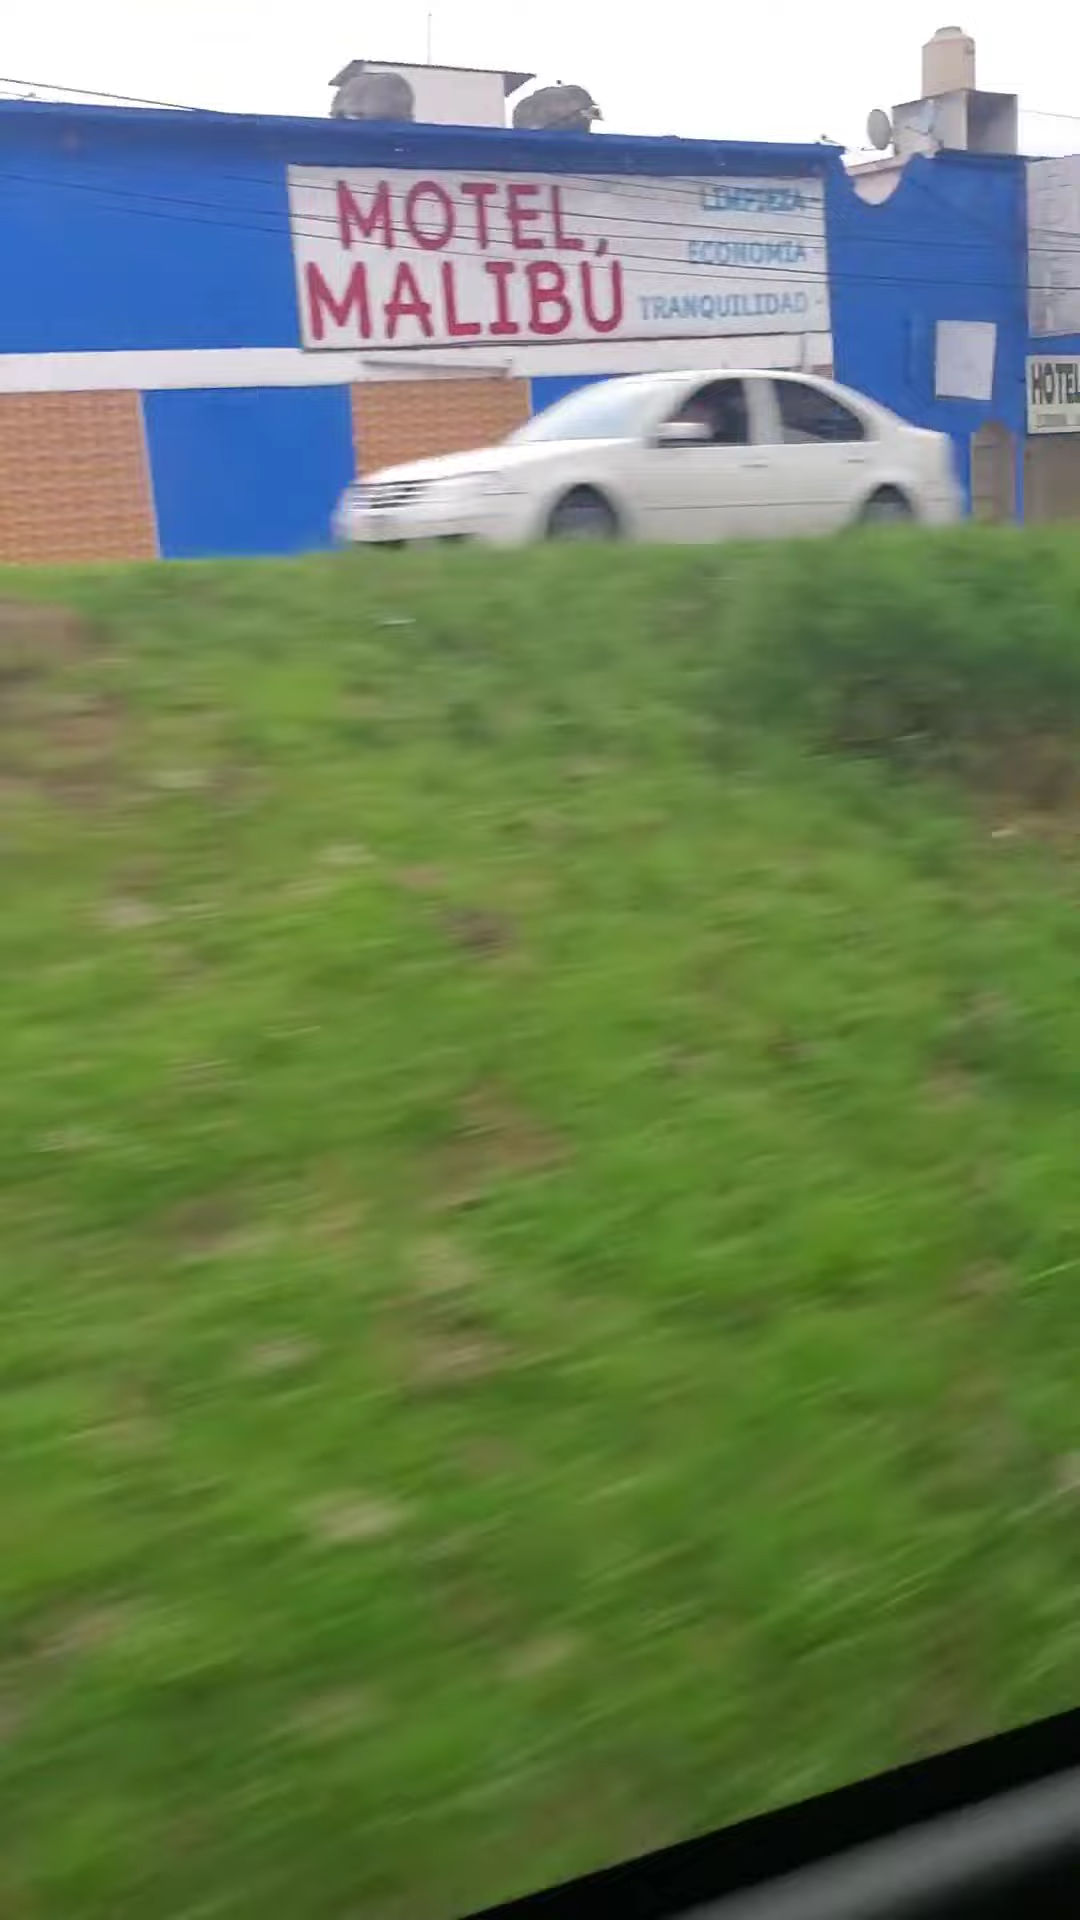 MOTEL
MALIBÚ
LIMPIEZA -
ECONOMIA -
TRANQUILIDAD -
HOTEL